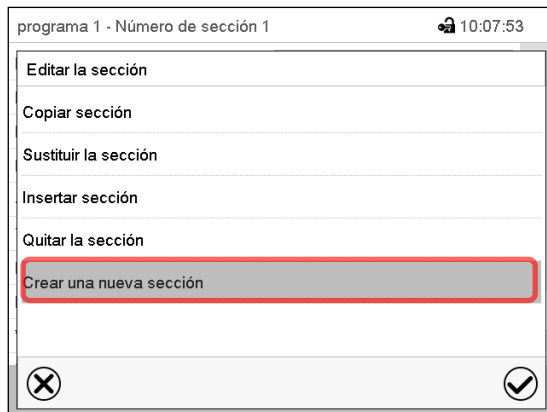 programa 1 - Número de sección 1 10:07:53
Editar la sección
Copiar sección
Sustituir la sección
Insertar sección
Quitar la sección
Crear una nueva sección